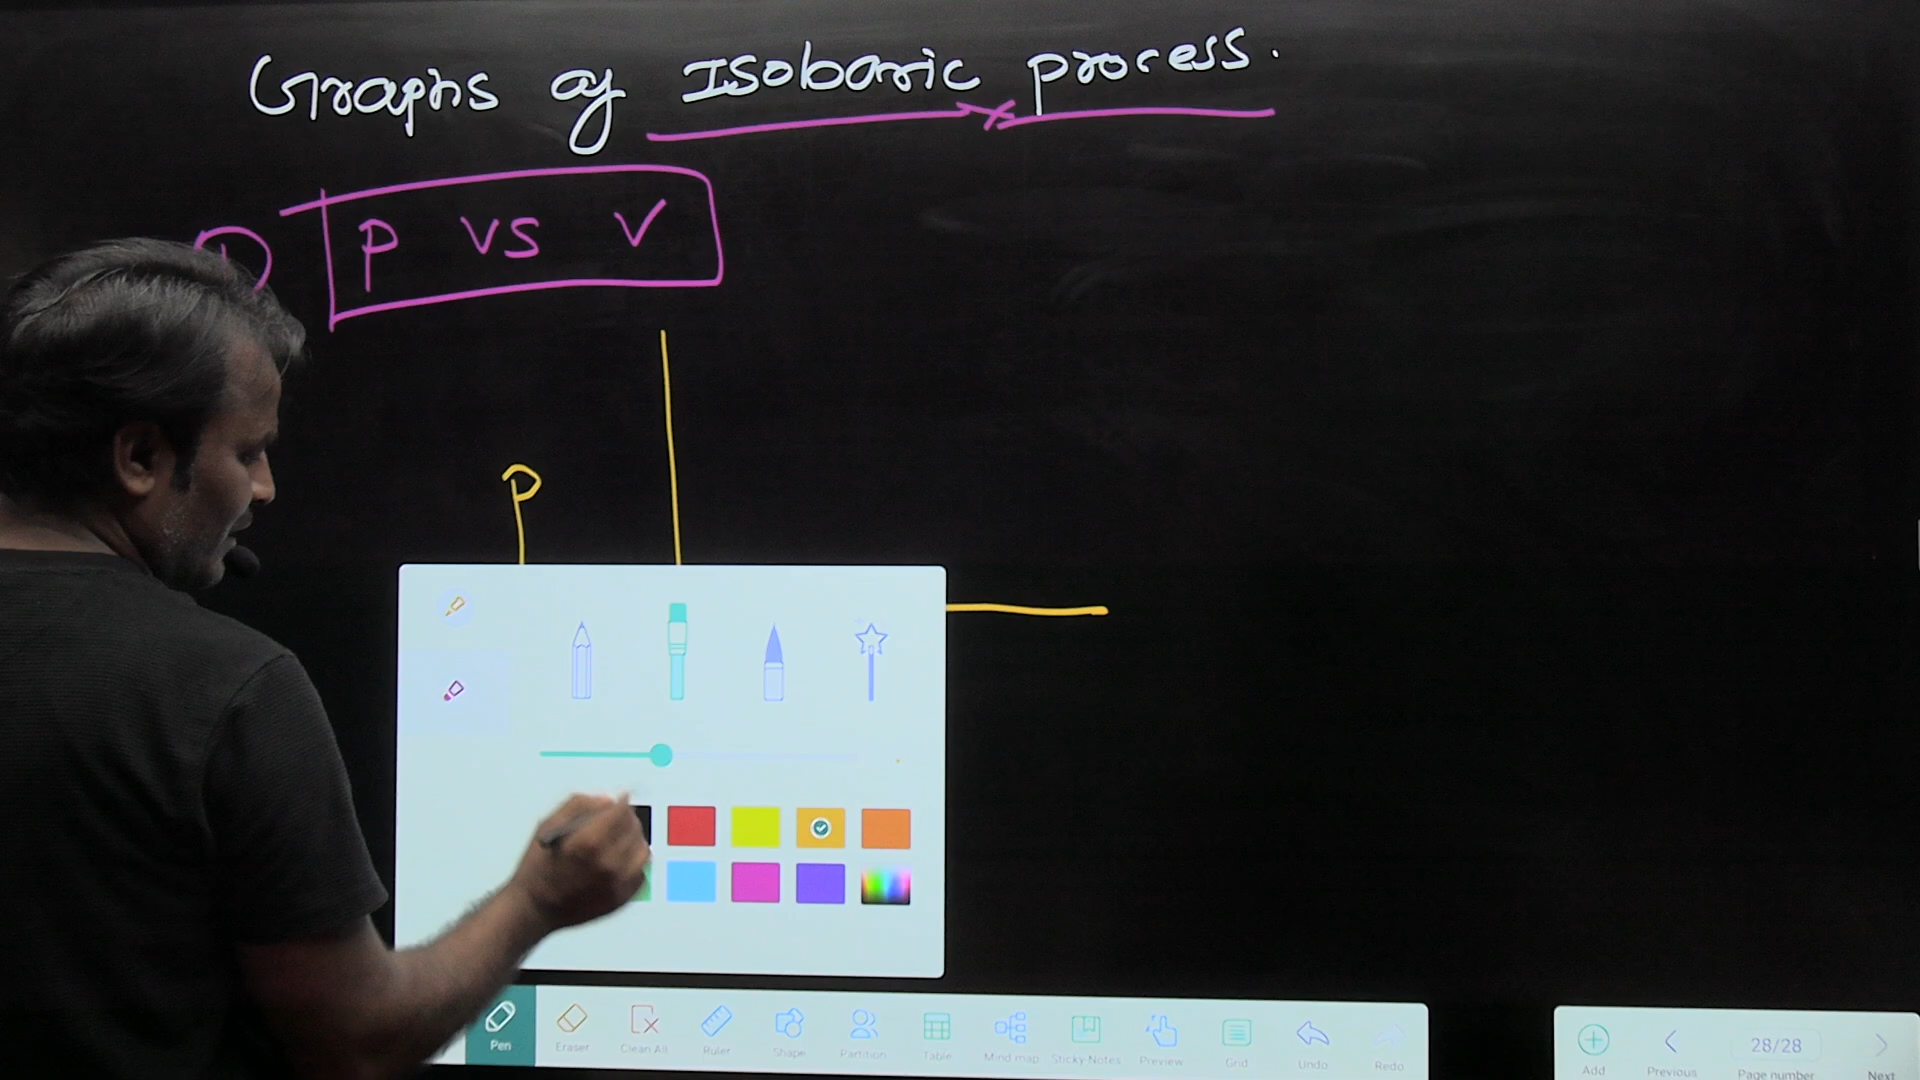 Graphs of Isobaric process.
P vs V
P
Pen Eraser Clean All Ruler Shape Partition Table Mind map Sticky Notes Preview Grid Undo Redo
Add Previous 28/28 Page number Next